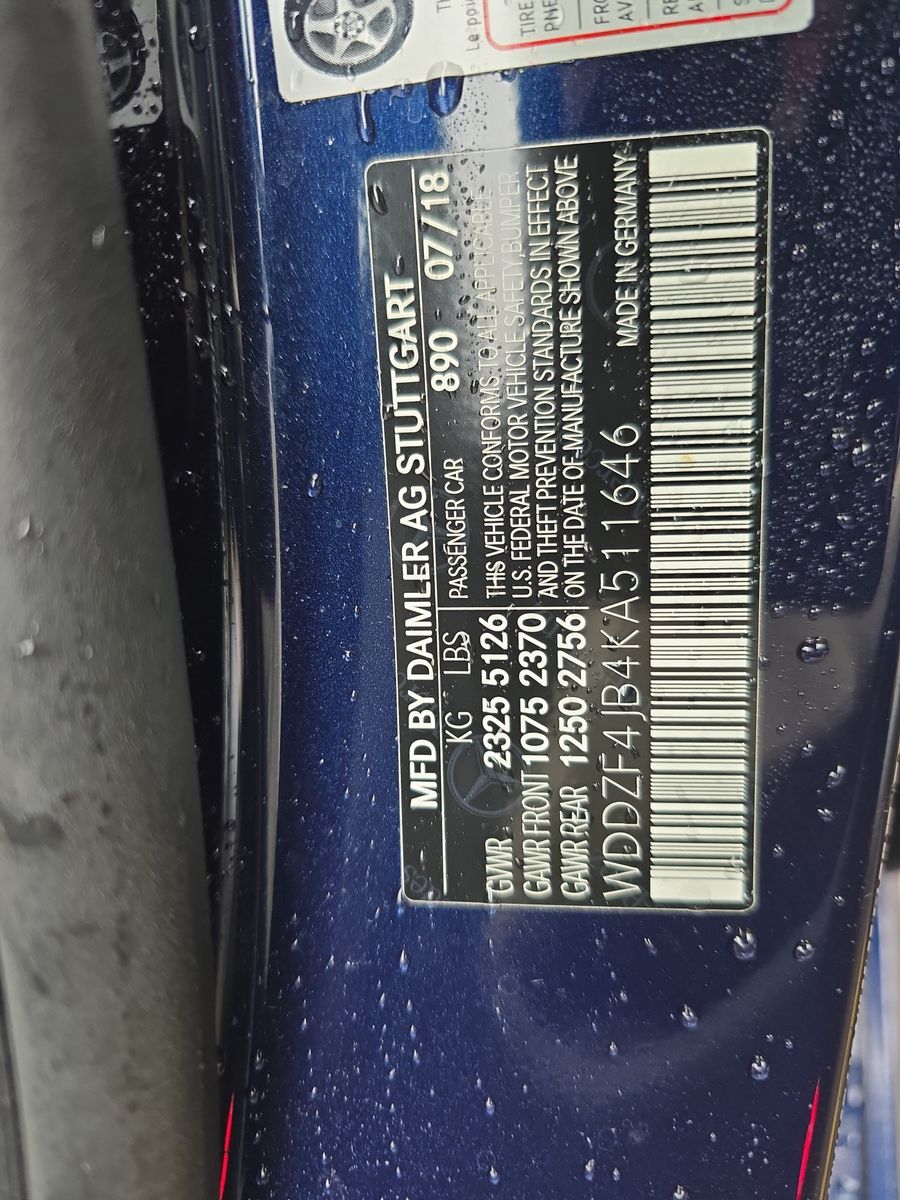 MFD BY DAIMLER AG STUTTGART
890 07/18
KG LBS
PASSENGER CAR
GVWR 2325 5126
GAWR FRONT 1075 2370
GAWR REAR 1250 2756
THIS VEHICLE CONFORMS TO ALL APPLICABLE
U.S. FEDERAL MOTOR VEHICLE SAFETY, BUMPER
AND THEFT PREVENTION STANDARDS IN EFFECT
ON THE DATE OF MANUFACTURE SHOWN ABOVE
WDDZF4JB4KA511646
MADE IN GERMANY
TIRE